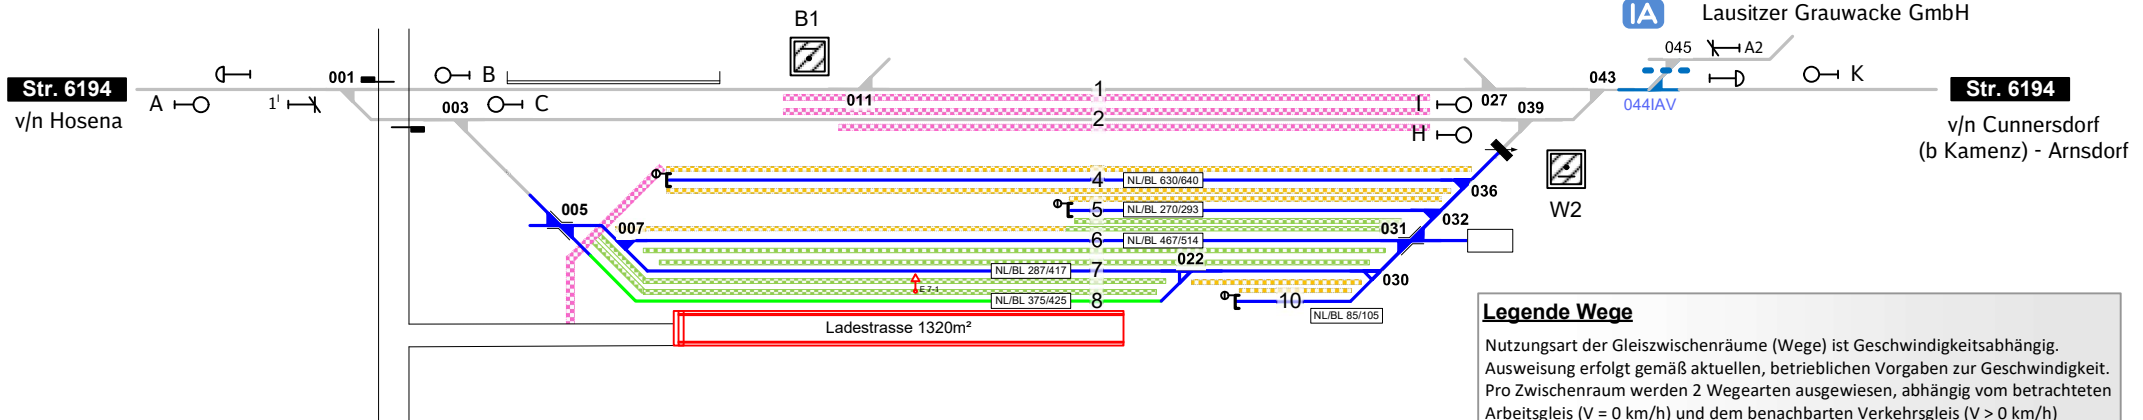 B1
IA
Lausitzer Grauwacke GmbH
045
A2
Str. 6194
001
B
1
043
K
Str. 6194
A
1ᴵ
003
C
011
I
027
039
044IAV
v/n Hosena
2
H
v/n Cunnersdorf
(b Kamenz) - Arnsdorf
4
NL/BL 630/640
036
W2
005
5
NL/BL 270/293
032
007
031
6
NL/BL 467/514
022
NL/BL 287/417
7
030
E 7-1
NL/BL 375/425
8
10
NL/BL 85/105
Ladestrasse 1320m²
Legende Wege
Nutzungsart der Gleiszwischenräume (Wege) ist Geschwindigkeitsabhängig.
Ausweisung erfolgt gemäß aktuellen, betrieblichen Vorgaben zur Geschwindigkeit.
Pro Zwischenraum werden 2 Wegearten ausgewiesen, abhängig vom betrachteten
Arbeitsgleis (V = 0 km/h) und dem benachbarten Verkehrsgleis (V > 0 km/h)